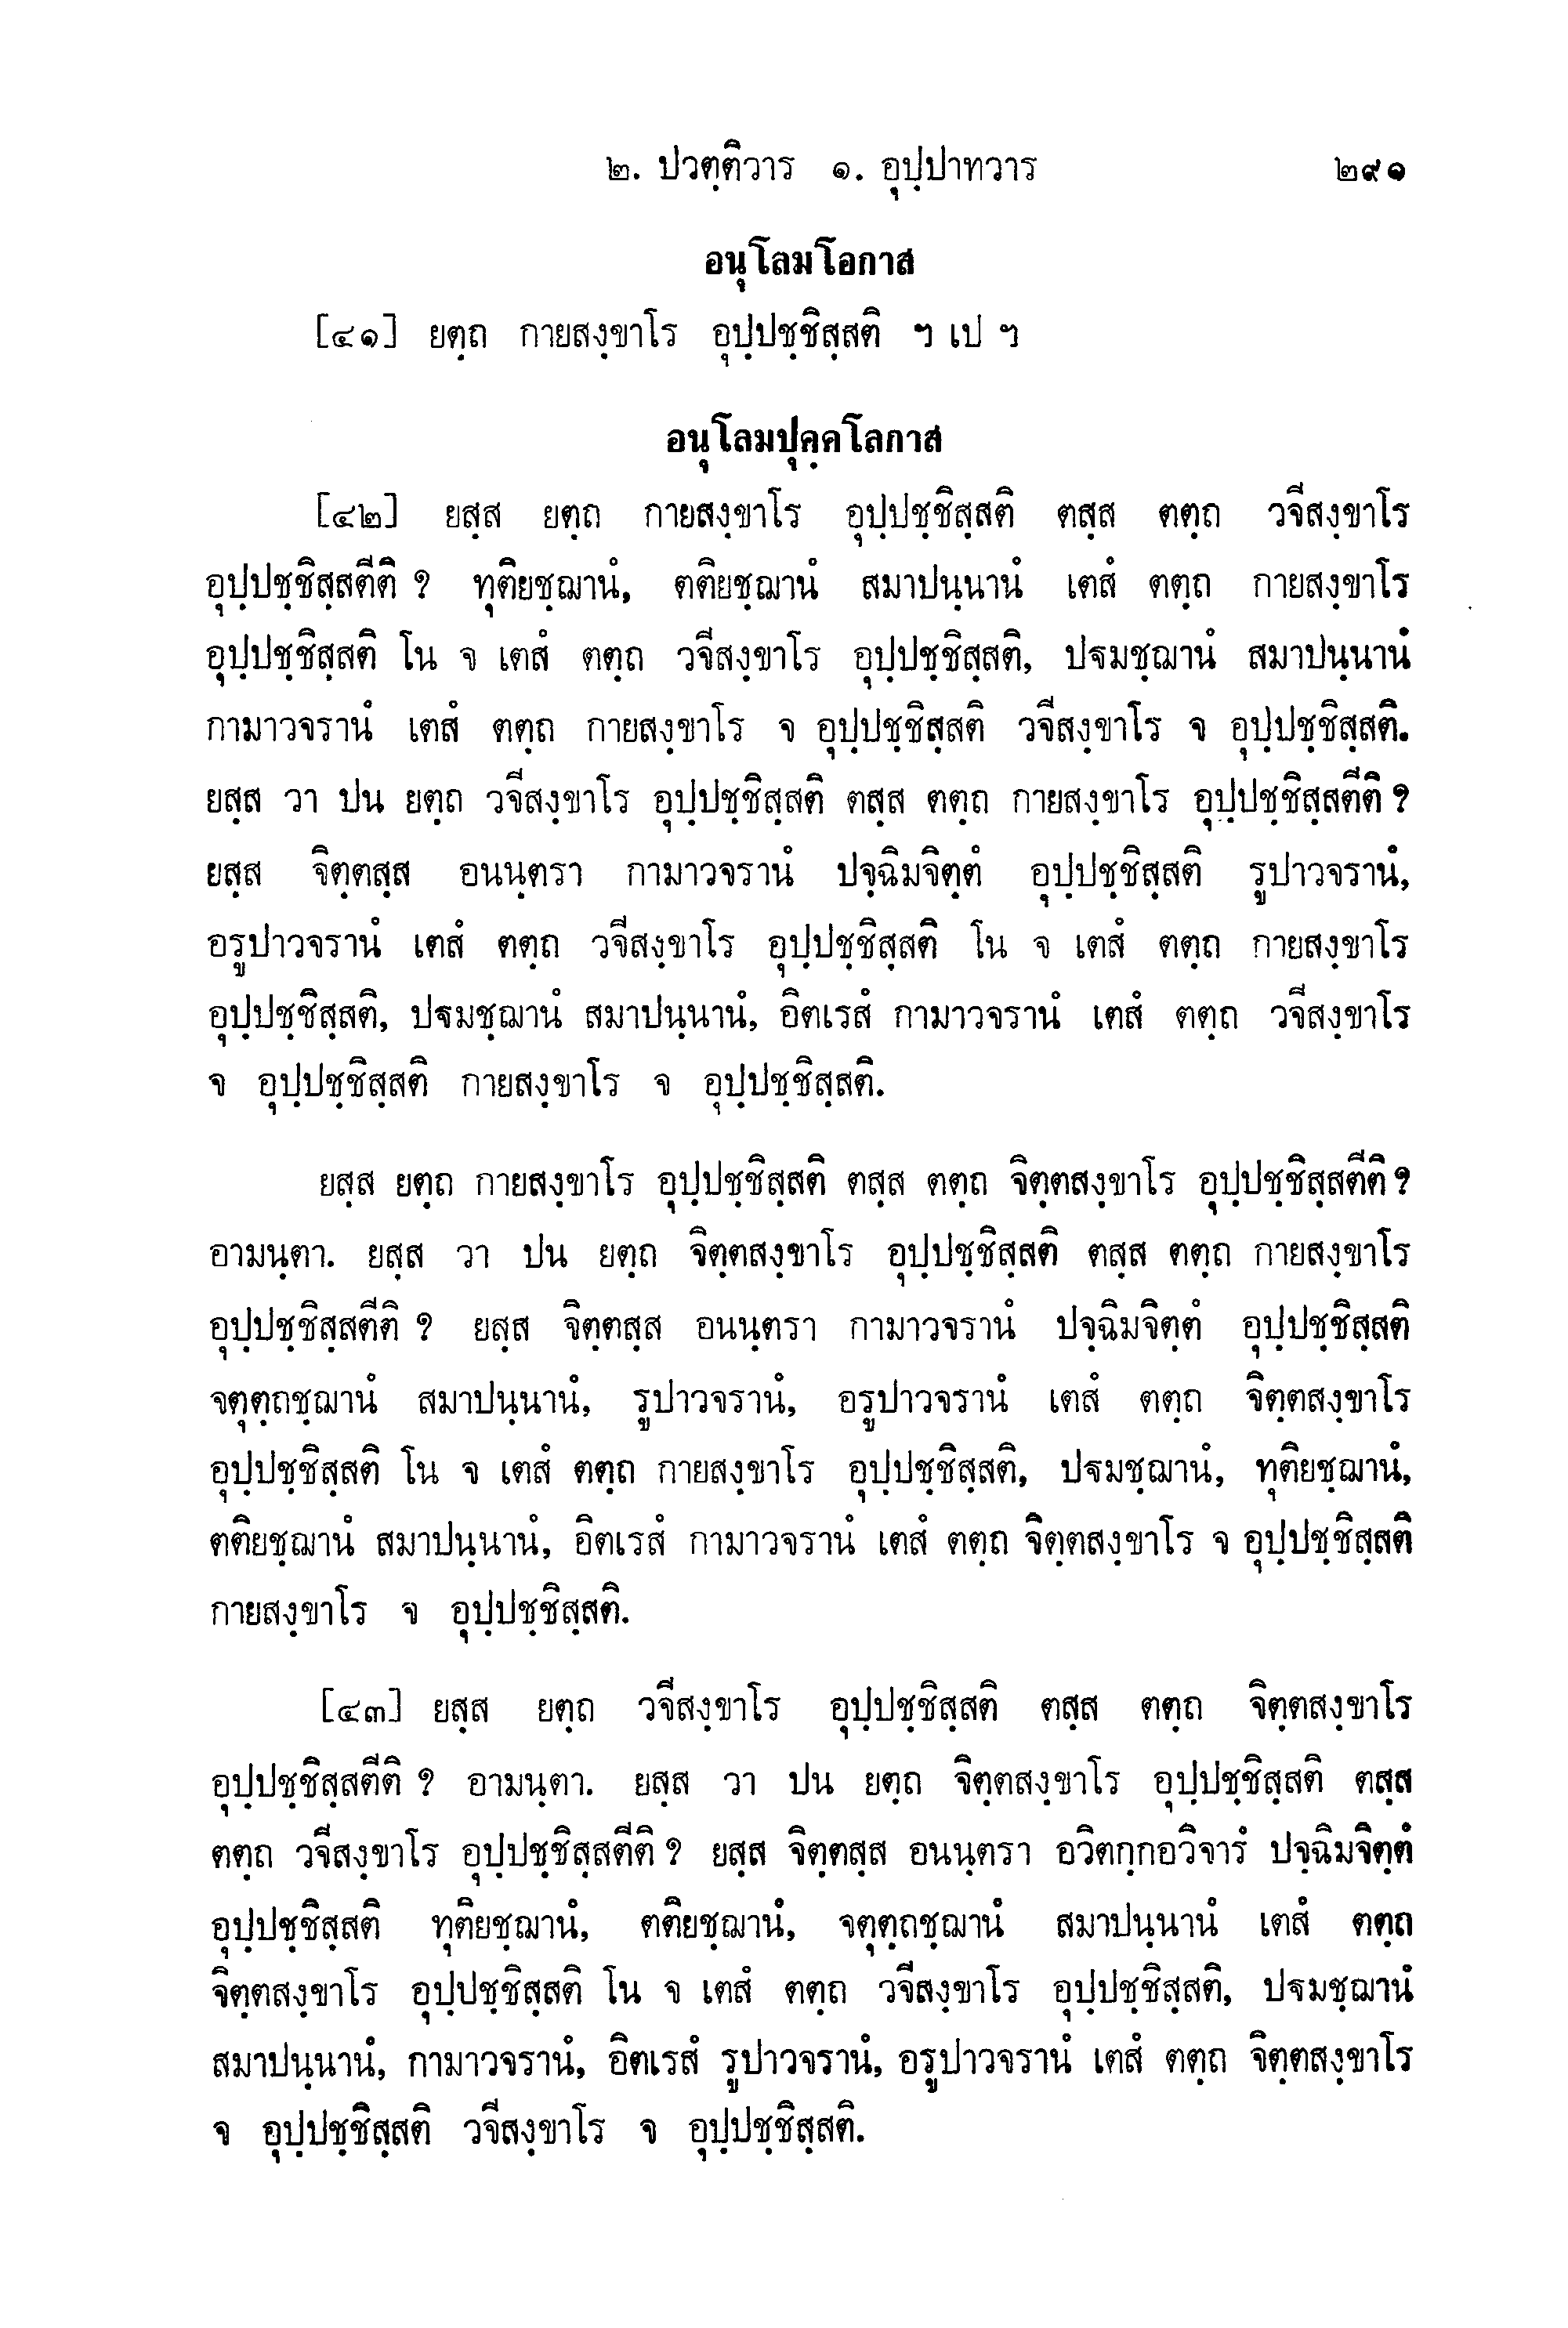 ๒. ปวตฺติวาร ๑. อุปฺปาทวาร ๒๙๑
อนุโลมโอกาส
[๔๑] ยตฺถ กายสงฺขาโร อุปฺปชฺชิสฺสติ ฯ เป ฯ
อนุโลมปุคฺคโลกาส
[๔๒] ยสฺส ยตฺถ กายสงฺขาโร อุปฺปชฺชิสฺสติ ตสฺส ตตฺถ วจีสงฺขาโร
อุปฺปชฺชิสฺสตีติ ? ทุติยชฺฌานํ, ตติยชฺฌานํ สมาปนฺนานํ เตสํ ตตฺถ กายสงฺขาโร
อุปฺปชฺชิสฺสติ โน จ เตสํ ตตฺถ วจีสงฺขาโร อุปฺปชฺชิสฺสติ, ปฐมชฺฌานํ สมาปนฺนานํ
กามาวจรานํ เตสํ ตตฺถ กายสงฺขาโร จ อุปฺปชฺชิสฺสติ วจีสงฺขาโร จ อุปฺปชฺชิสฺสติ.
ยสฺส วา ปน ยตฺถ วจีสงฺขาโร อุปฺปชฺชิสฺสติ ตสฺส ตตฺถ กายสงฺขาโร อุปฺปชฺชิสฺสตีติ ?
ยสฺส จิตฺตสฺส อนนฺตรา กามาวจรานํ ปจฺฉิมจิตฺตํ อุปฺปชฺชิสฺสติ รูปาวจรานํ,
อรูปาวจรานํ เตสํ ตตฺถ วจีสงฺขาโร อุปฺปชฺชิสฺสติ โน จ เตสํ ตตฺถ กายสงฺขาโร
อุปฺปชฺชิสฺสติ, ปฐมชฺฌานํ สมาปนฺนานํ, อิตเรสํ กามาวจรานํ เตสํ ตตฺถ วจีสงฺขาโร
จ อุปฺปชฺชิสฺสติ กายสงฺขาโร จ อุปฺปชฺชิสฺสติ.
ยสฺส ยตฺถ กายสงฺขาโร อุปฺปชฺชิสฺสติ ตสฺส ตตฺถ จิตฺตสงฺขาโร อุปฺปชฺชิสฺสตีติ ?
อามนฺตา. ยสฺส วา ปน ยตฺถ จิตฺตสงฺขาโร อุปฺปชฺชิสฺสติ ตสฺส ตตฺถ กายสงฺขาโร
อุปฺปชฺชิสฺสตีติ ? ยสฺส จิตฺตสฺส อนนฺตรา กามาวจรานํ ปจฺฉิมจิตฺตํ อุปฺปชฺชิสฺสติ
จตุตฺถชฺฌานํ สมาปนฺนานํ, รูปาวจรานํ, อรูปาวจรานํ เตสํ ตตฺถ จิตฺตสงฺขาโร
อุปฺปชฺชิสฺสติ โน จ เตสํ ตตฺถ กายสงฺขาโร อุปฺปชฺชิสฺสติ, ปฐมชฺฌานํ, ทุติยชฺฌานํ,
ตติยชฺฌานํ สมาปนฺนานํ, อิตเรสํ กามาวจรานํ เตสํ ตตฺถ จิตฺตสงฺขาโร จ อุปฺปชฺชิสฺสติ
กายสงฺขาโร จ อุปฺปชฺชิสฺสติ.
[๔๓] ยสฺส ยตฺถ วจีสงฺขาโร อุปฺปชฺชิสฺสติ ตสฺส ตตฺถ จิตฺตสงฺขาโร
อุปฺปชฺชิสฺสตีติ ? อามนฺตา. ยสฺส วา ปน ยตฺถ จิตฺตสงฺขาโร อุปฺปชฺชิสฺสติ ตสฺส
ตตฺถ วจีสงฺขาโร อุปฺปชฺชิสฺสตีติ ? ยสฺส จิตฺตสฺส อนนฺตรา อวิตกฺกอวิจารํ ปจฺฉิมจิตฺตํ
อุปฺปชฺชิสฺสติ ทุติยชฺฌานํ, ตติยชฺฌานํ, จตุตฺถชฺฌานํ สมาปนฺนานํ เตสํ ตตฺถ
จิตฺตสงฺขาโร อุปฺปชฺชิสฺสติ โน จ เตสํ ตตฺถ วจีสงฺขาโร อุปฺปชฺชิสฺสติ, ปฐมชฺฌานํ
สมาปนฺนานํ, กามาวจรานํ, อิตเรสํ รูปาวจรานํ, อรูปาวจรานํ เตสํ ตตฺถ จิตฺตสงฺขาโร
จ อุปฺปชฺชิสฺสติ วจีสงฺขาโร จ อุปฺปชฺชิสฺสติ.